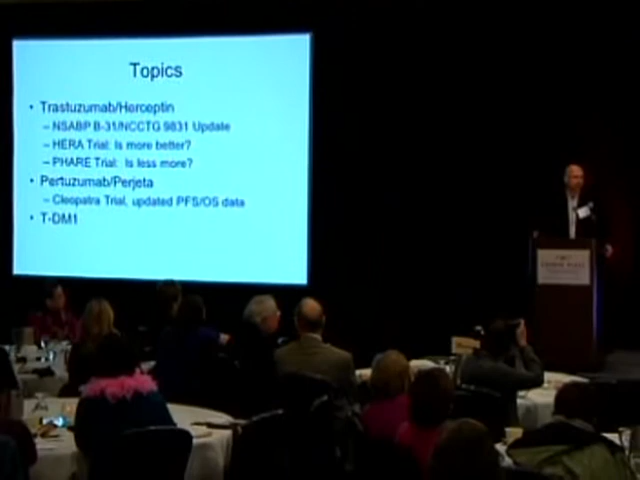 Topics
• Trastuzumab/Herceptin
– NSABP B-31/NCCTG 9831 Update
– HERA Trial: Is more better?
– PHARE Trial: Is less more?
• Pertuzumab/Perjeta
– Cleopatra Trial, updated PFS/OS data
• T-DM1